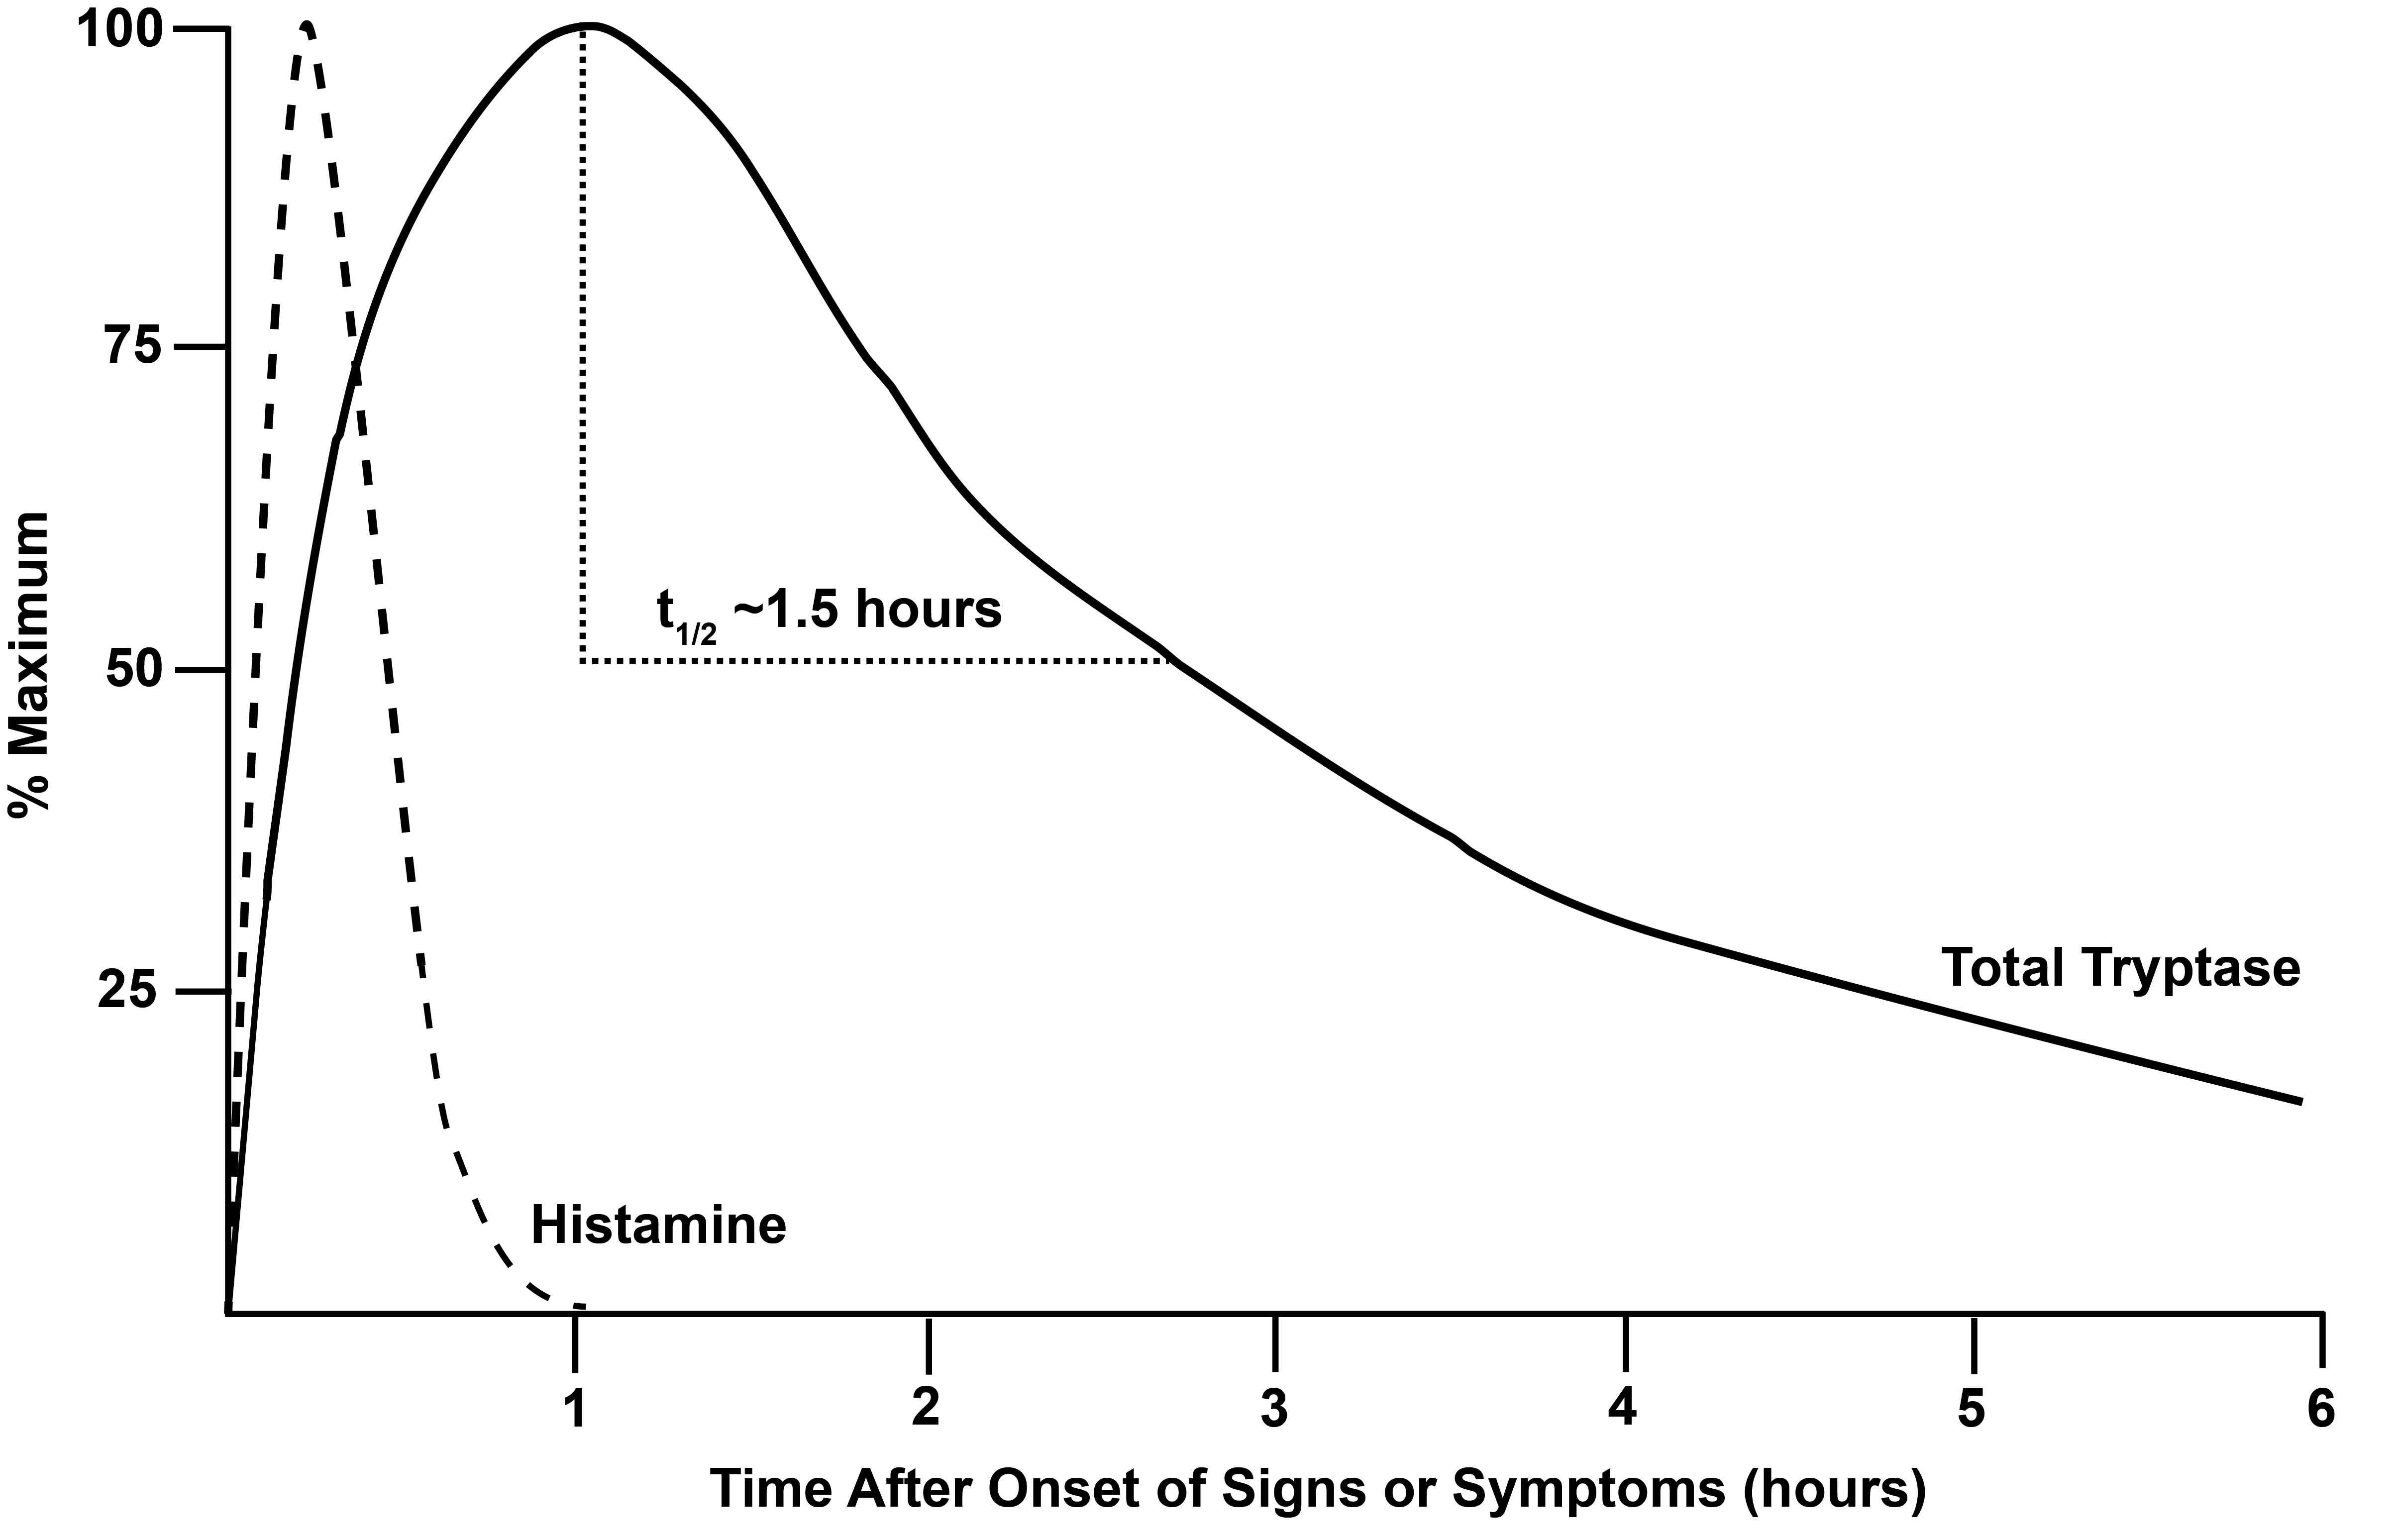 100
75
50
25
% Maximum
t1/2 ~1.5 hours
Total Tryptase
Histamine
1 2 3 4 5 6
Time After Onset of Signs or Symptoms (hours)